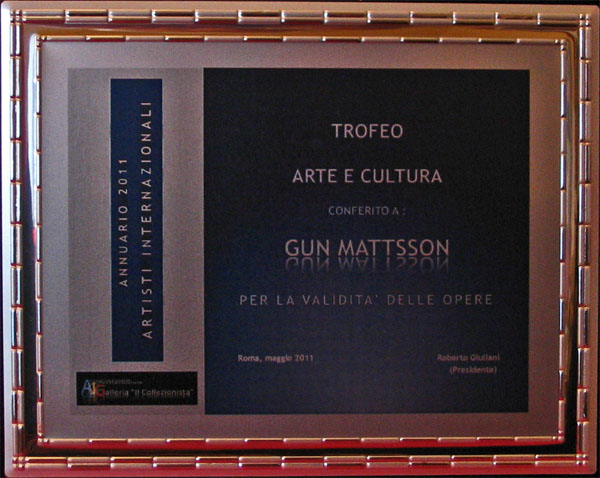 ANNUARIO 2011
ARTISTI INTERNAZIONALI
TROFEO
ARTE E CULTURA
CONFERITO A :
GUN MATTSSON
PER LA VALIDITA' DELLE OPERE
Roma, maggio 2011
Roberto Giuliani
(Presidente)
Galleria "Il Collezionista"